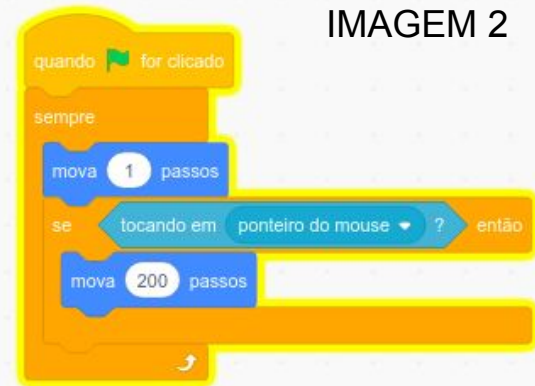 IMAGEM 2
quando for clicado
sempre
mova 1 passos
se tocando em ponteiro do mouse ? então
mova 200 passos